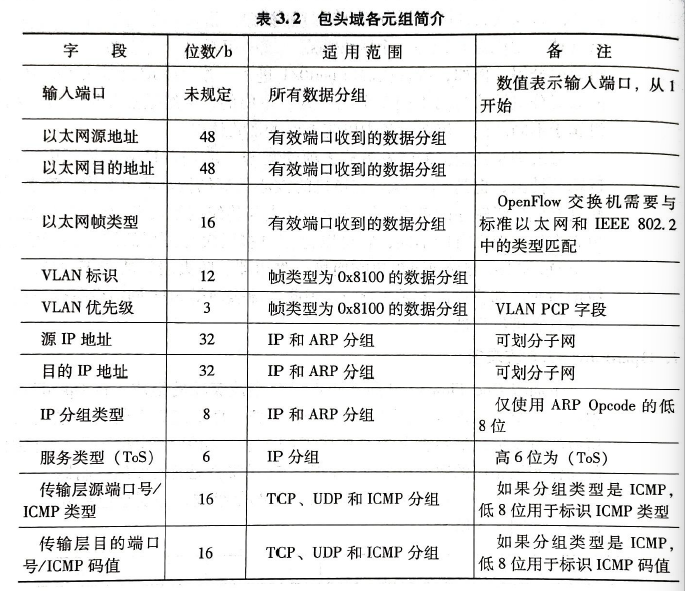 表 3.2 包头域各元组简介
字 段 位数/b 适用范围 备 注
输入端口 未规定 所有数据分组 数值表示输入端口，从 1
开始
以太网源地址 48 有效端口收到的数据分组
以太网目的地址 48 有效端口收到的数据分组
以太网帧类型 16 有效端口收到的数据分组 OpenFlow 交换机需要与
标准以太网和 IEEE 802.2
中的类型匹配
VLAN 标识 12 帧类型为 0x8100 的数据分组
VLAN 优先级 3 帧类型为 0x8100 的数据分组 VLAN PCP 字段
源 IP 地址 32 IP 和 ARP 分组 可划分子网
目的 IP 地址 32 IP 和 ARP 分组 可划分子网
IP 分组类型 8 IP 和 ARP 分组 仅使用 ARP Opcode 的低
8 位
服务类型（ToS） 6 IP 分组 高 6 位为（ToS）
传输层源端口号/
ICMP 类型 16 TCP、UDP 和 ICMP 分组 如果分组类型是 ICMP，
低 8 位用于标识 ICMP 类型
传输层目的端口
号/ICMP 码值 16 TCP、UDP 和 ICMP 分组 如果分组类型是 ICMP，
低 8 位用于标识 ICMP 码值